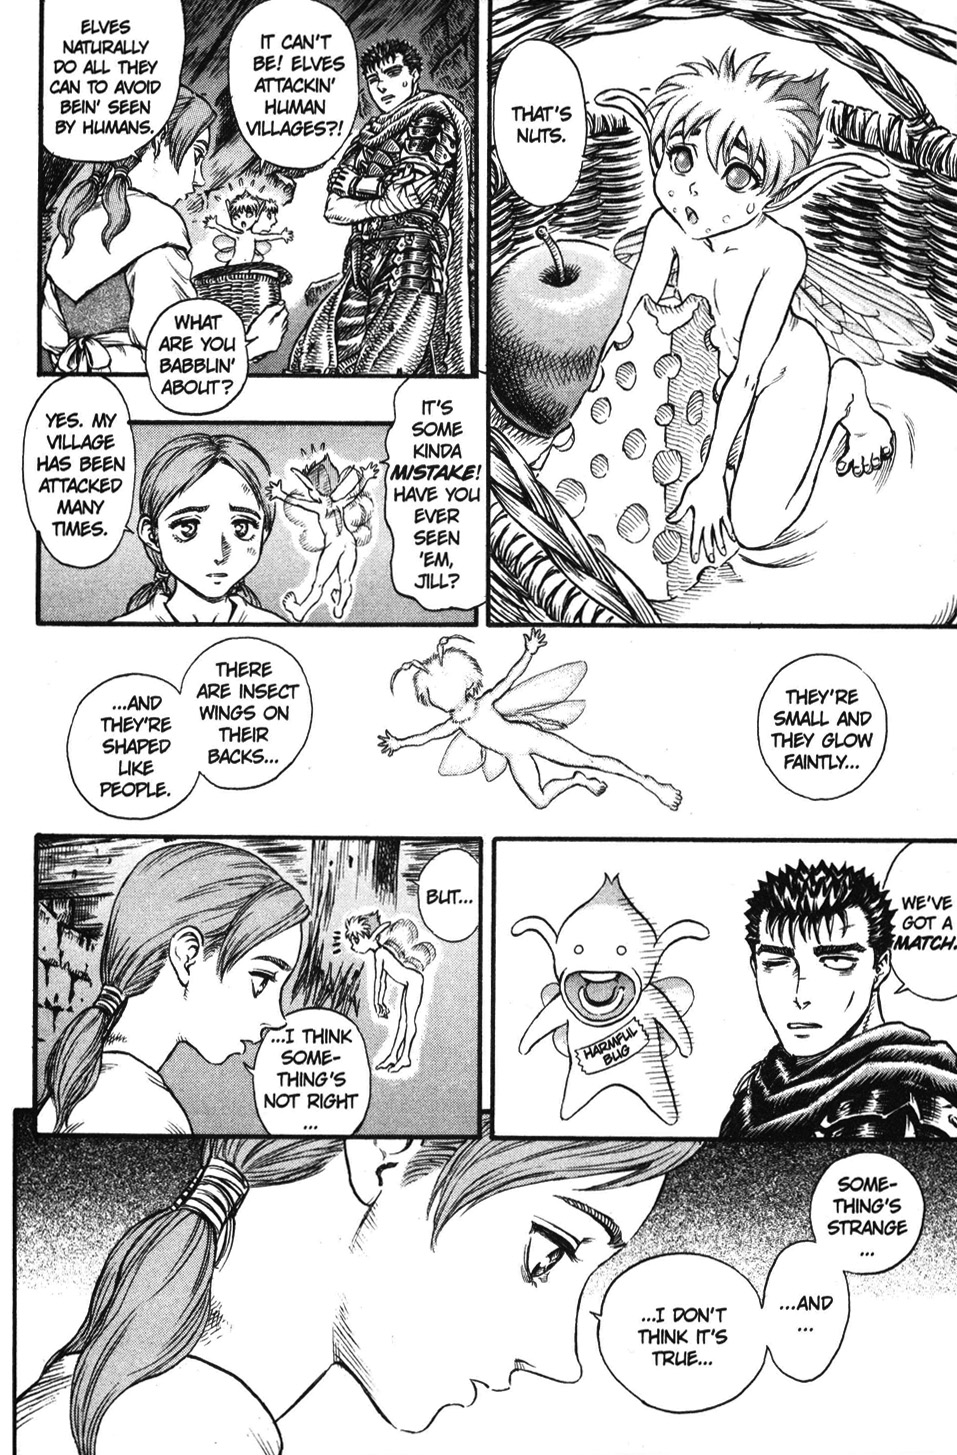 THAT'S
NUTS.
IT CAN'T
BE! ELVES
ATTACKIN'
HUMAN
VILLAGES?!
ELVES
NATURALLY
DO ALL THEY
CAN TO AVOID
BEIN' SEEN
BY HUMANS.
WHAT
ARE YOU
BABBLIN'
ABOUT?
IT'S
SOME
KINDA
MISTAKE!
HAVE YOU
EVER
SEEN
'EM,
JILL?
YES. MY
VILLAGE
HAS BEEN
ATTACKED
MANY
TIMES.
THEY'RE
SMALL AND
THEY GLOW
FAINTLY...
THERE
ARE INSECT
WINGS ON
THEIR
BACKS...
...AND
THEY'RE
SHAPED
LIKE
PEOPLE.
WE'VE
GOT A
MATCH.
HARMFUL
BUG
BUT...
...I THINK
SOME-
THING'S
NOT RIGHT
...
SOME-
THING'S
STRANGE
...
...AND
...
...I DON'T
THINK IT'S
TRUE...